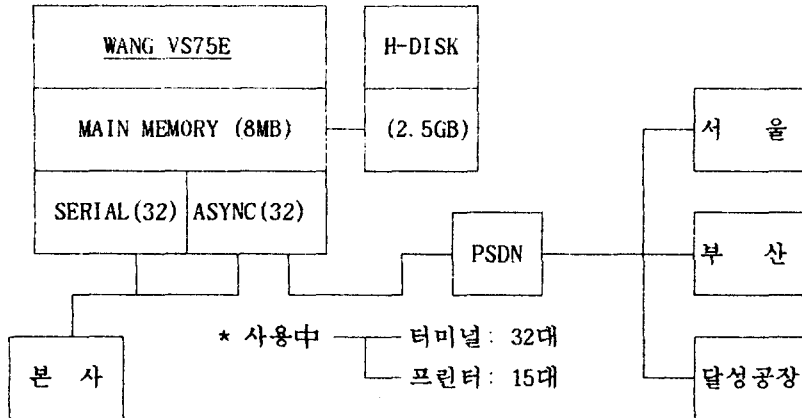 WANG VS75E
H-DISK
MAIN MEMORY (8MB)
(2.5GB)
서 울
SERIAL(32)
ASYNC(32)
PSDN
부 산
* 사용中
터미널: 32대
프린터: 15대
본 사
달성공장